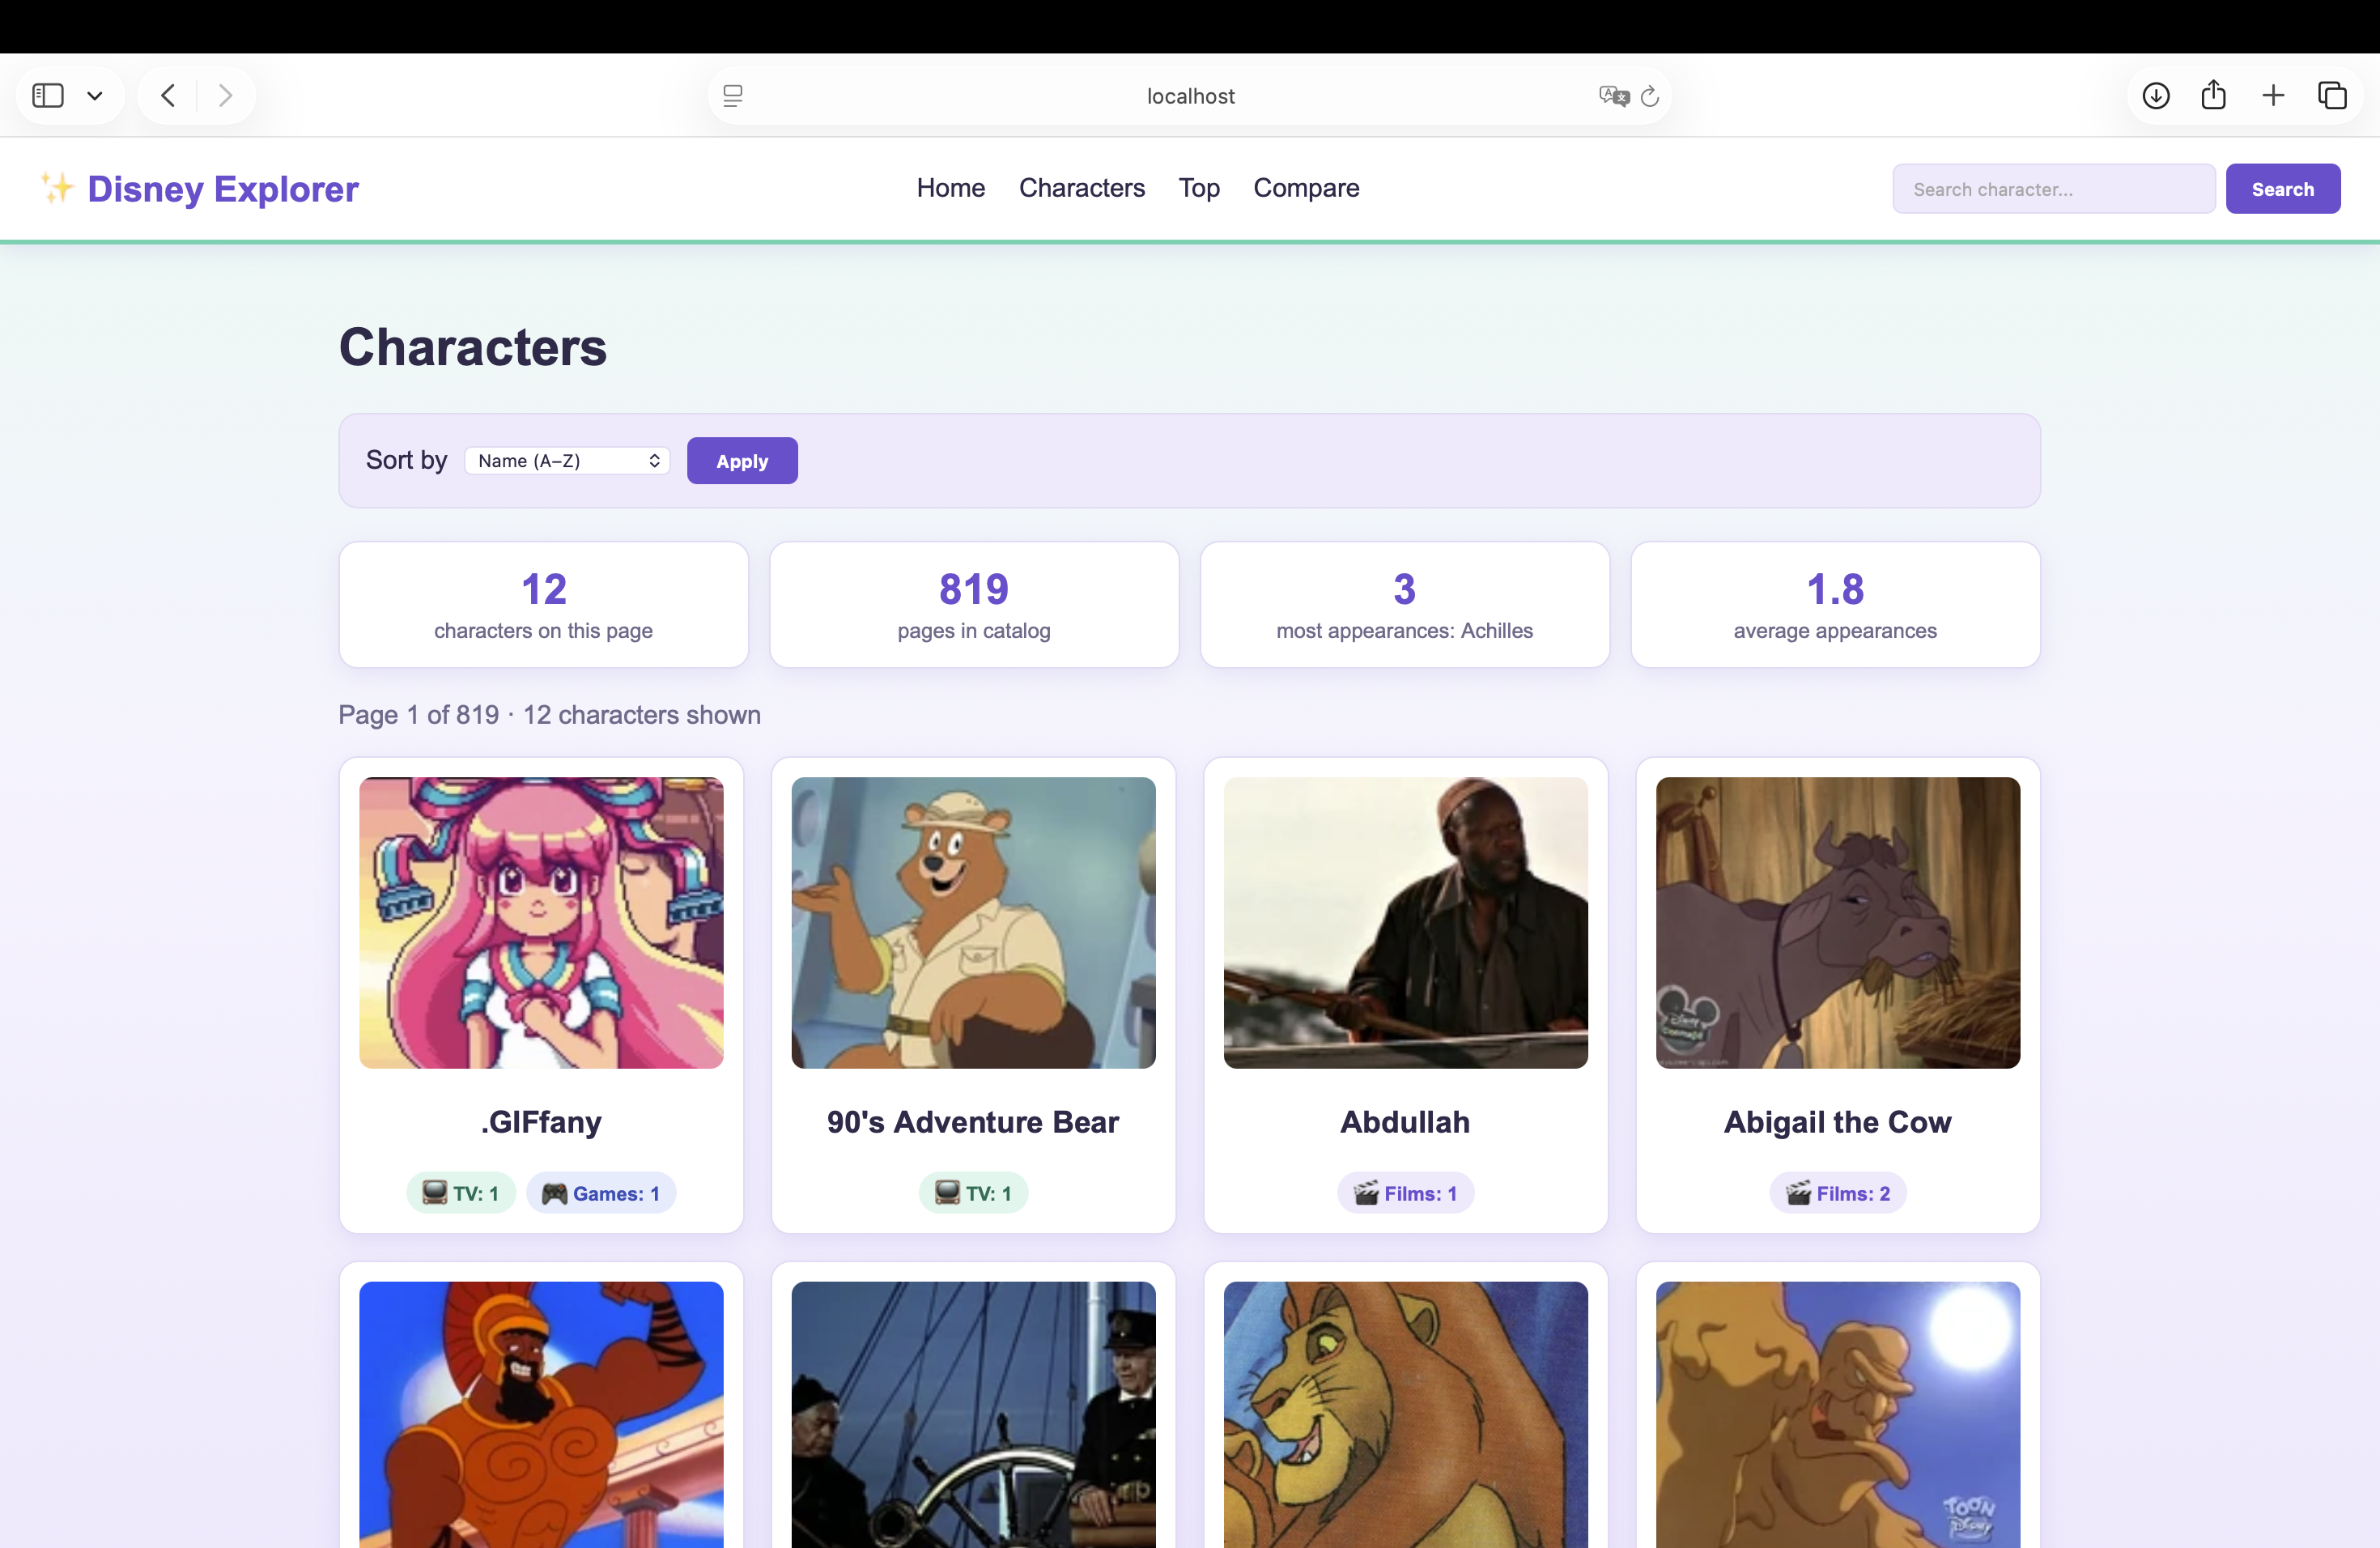 localhost
✨ Disney Explorer
Home Characters Top Compare
Search character...
Search
Characters
Sort by
Name (A–Z)
Apply
12
characters on this page
819
pages in catalog
3
most appearances: Achilles
1.8
average appearances
Page 1 of 819 · 12 characters shown
.GIFfany
TV: 1
Games: 1
90's Adventure Bear
TV: 1
Abdullah
Films: 1
Disney
Abigail the Cow
Films: 2
TOON
Disney